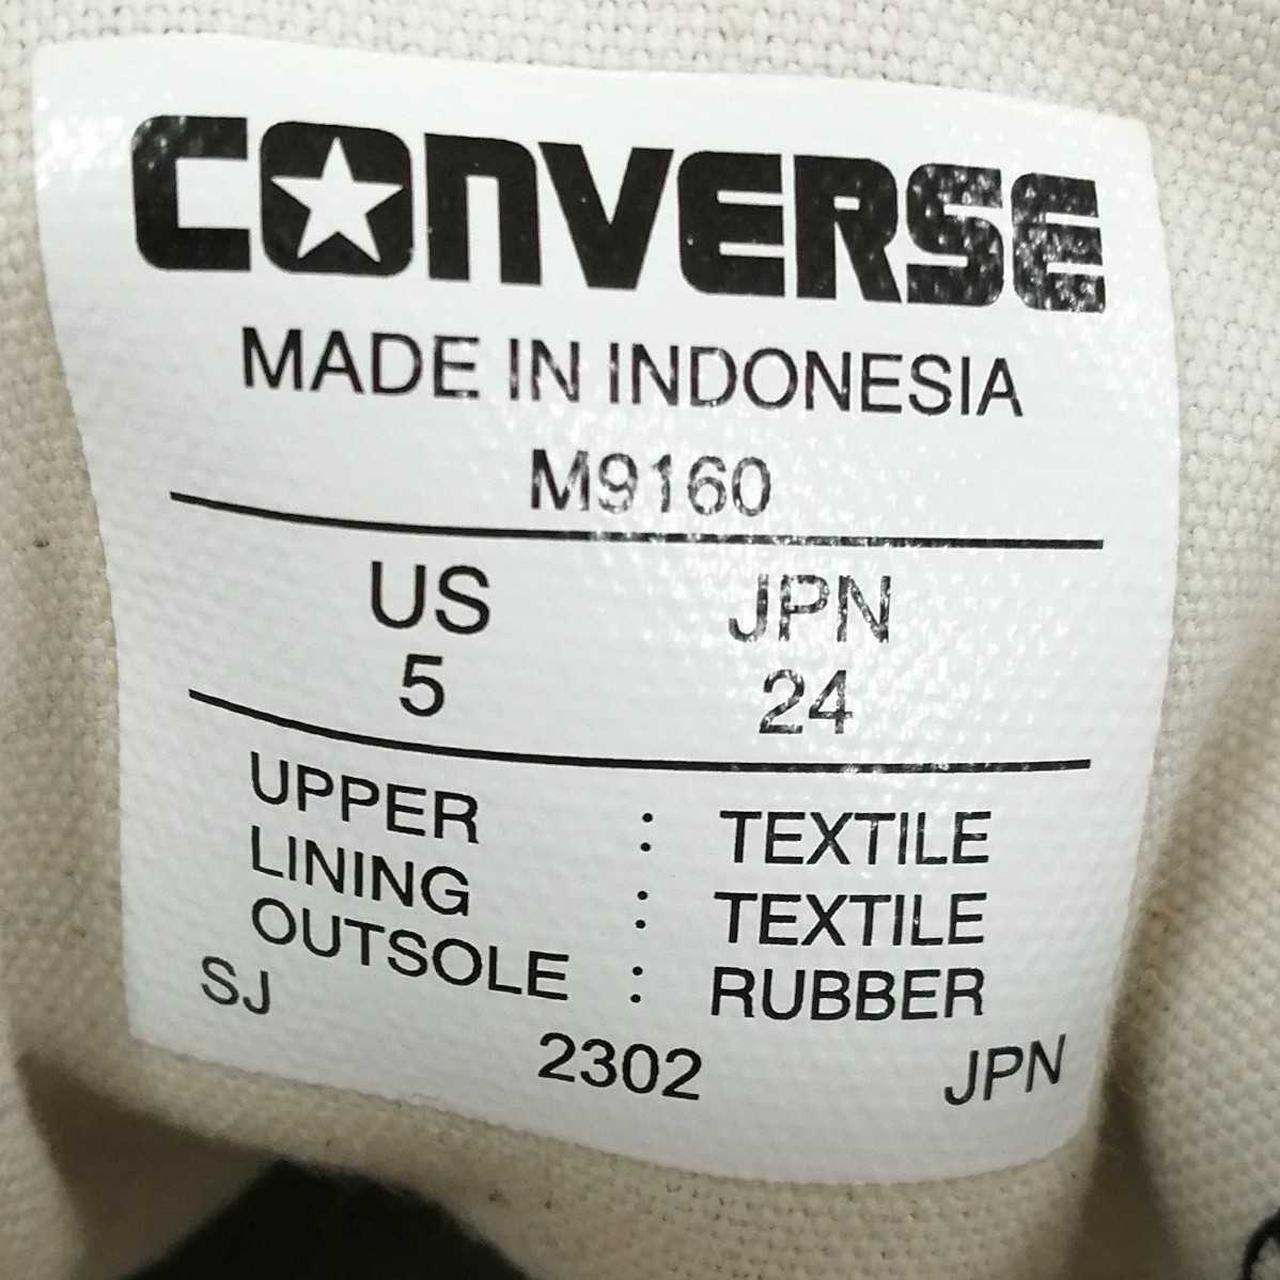 CONVERSE
MADE IN INDONESIA
M9160
US JPN
5 24
UPPER : TEXTILE
LINING : TEXTILE
OUTSOLE : RUBBER
SJ 2302 JPN